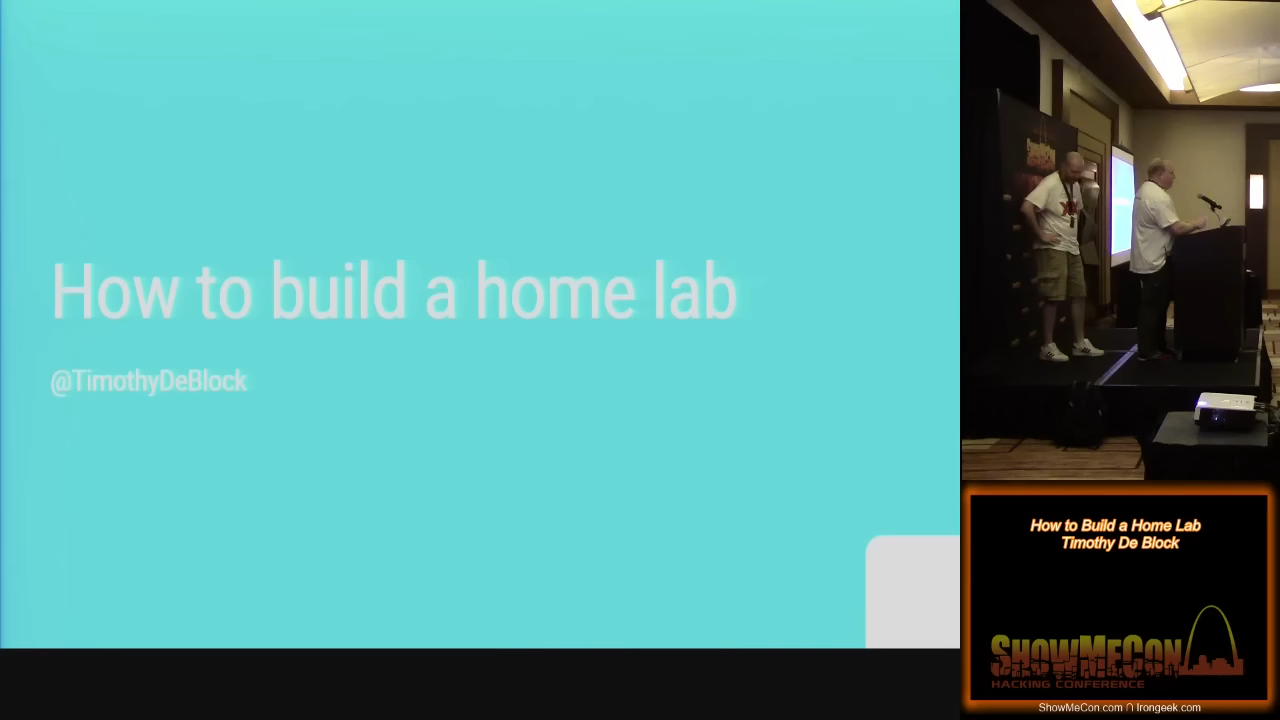 How to build a home lab
@TimothyDeBlock
How to Build a Home Lab
Timothy De Block
SHOWMECON
HACKING CONFERENCE
ShowMeCon.com ∩ Irongeek.com